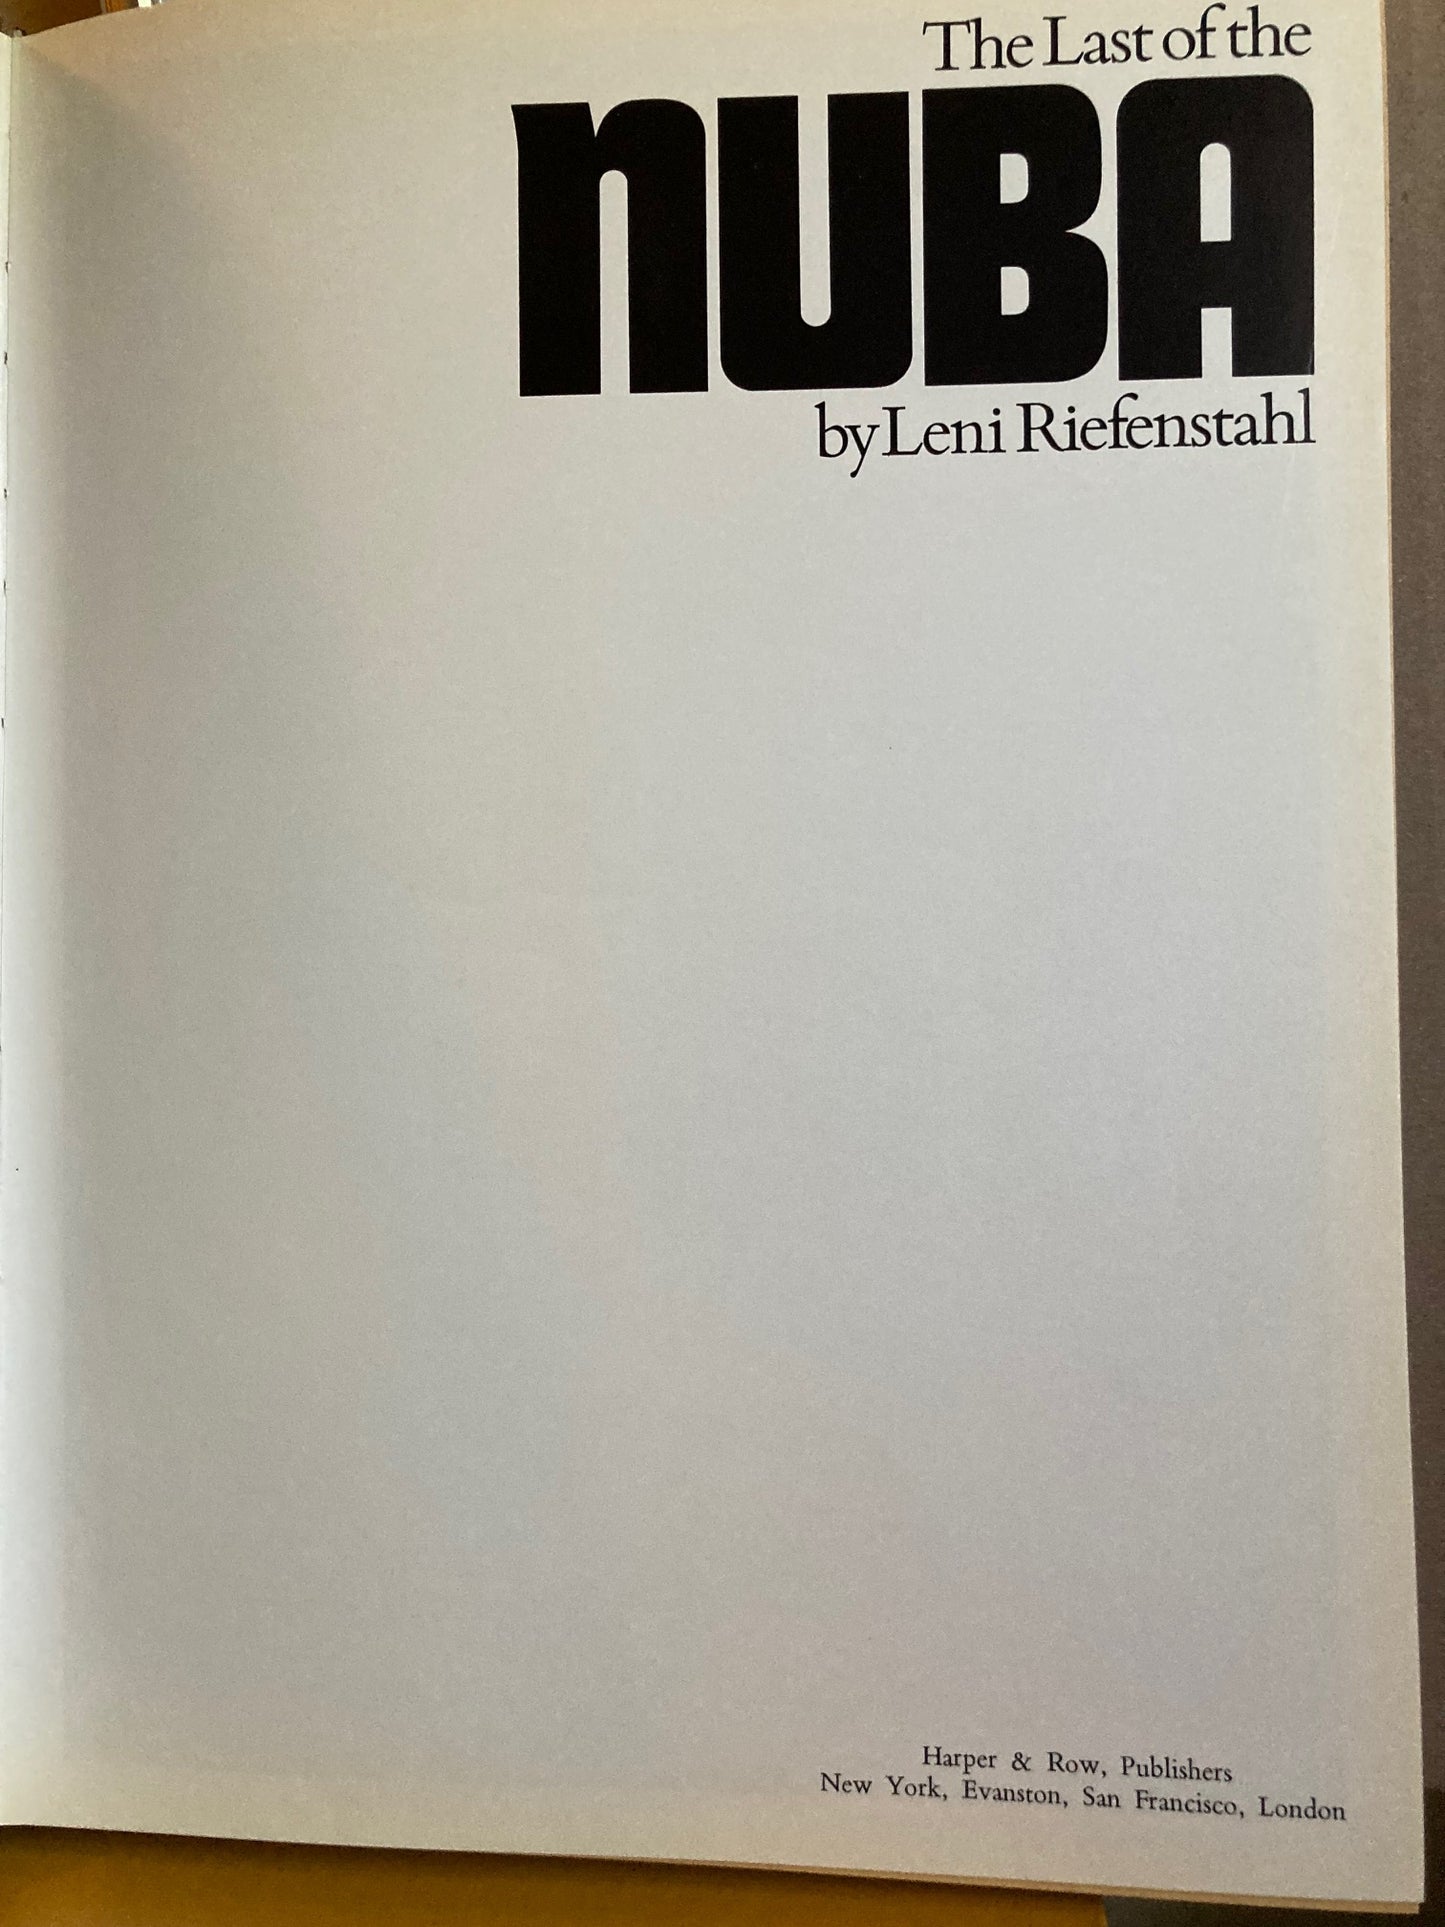 The Last of the
NUBA
by Leni Riefenstahl
Harper & Row, Publishers
New York, Evanston, San Francisco, London